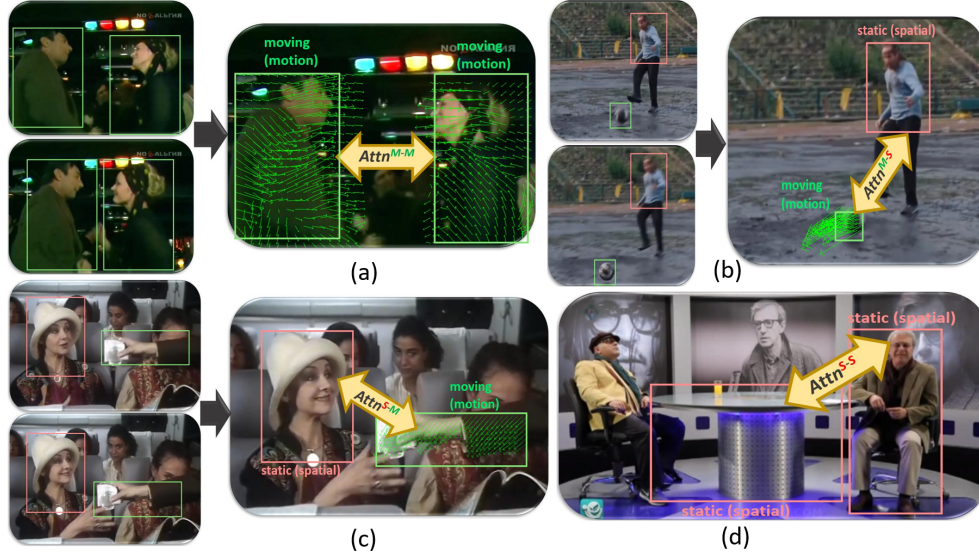 moving
(motion)
moving
(motion)
Attn^M-M
(a)
static (spatial)
moving
(motion)
Attn^M-S
(b)
Attn^S-M
moving
(motion)
static (spatial)
(c)
static (spatial)
Attn^S-S
static (spatial)
(d)